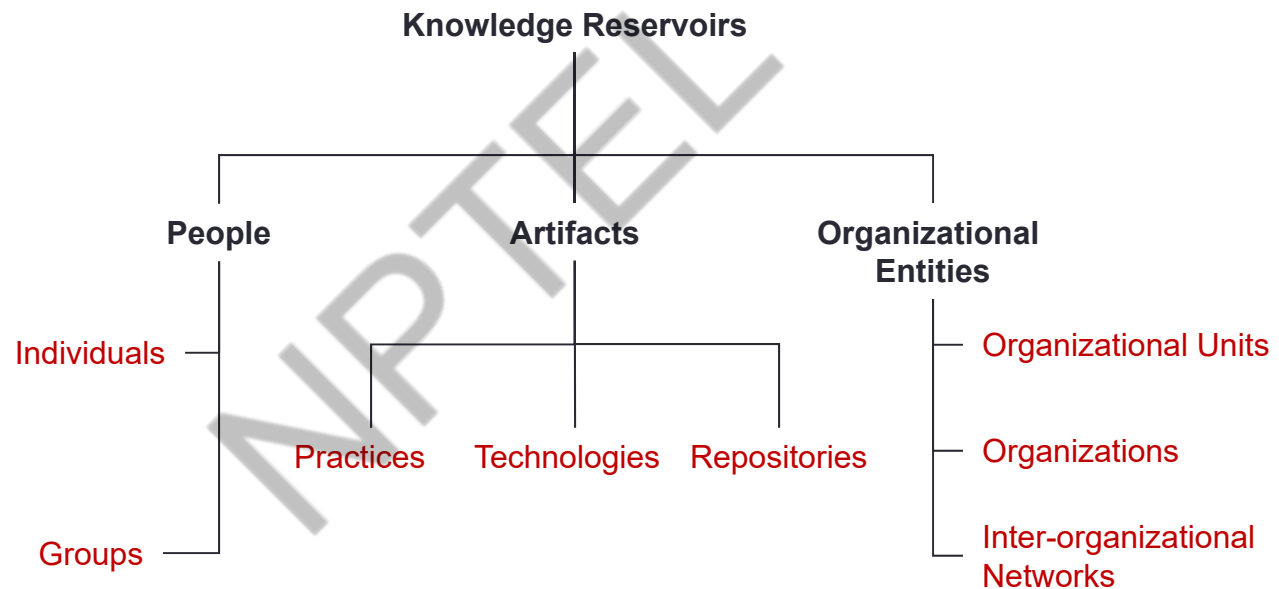 Knowledge Reservoirs
People
Artifacts
Organizational
Entities
Individuals
Groups
Practices
Technologies
Repositories
Organizational Units
Organizations
Inter-organizational
Networks
NPTEL